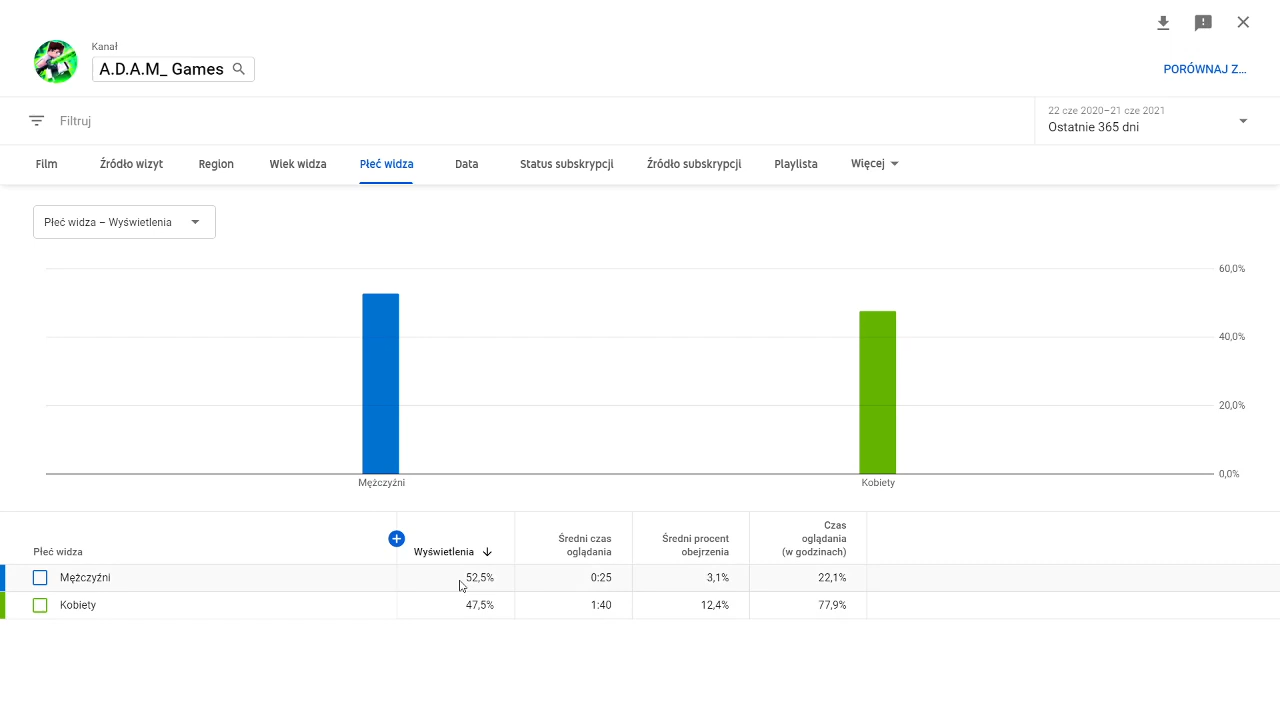 Kanał
A.D.A.M_ Games
PORÓWNAJ Z...
Filtruj
22 cze 2020–21 cze 2021
Ostatnie 365 dni
Film Źródło wizyt Region Wiek widza Płeć widza Data Status subskrypcji Źródło subskrypcji Playlista Więcej
Płeć widza – Wyświetlenia
60,0%
40,0%
20,0%
0,0%
Mężczyźni Kobiety
Płeć widza
Wyświetlenia
Średni czas
oglądania
Średni procent
obejrzenia
Czas
oglądania
(w godzinach)
Mężczyźni 52,5% 0:25 3,1% 22,1%
Kobiety 47,5% 1:40 12,4% 77,9%